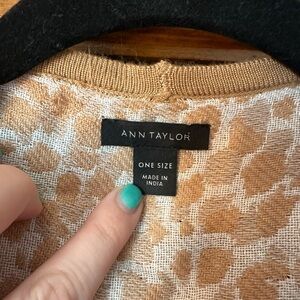 ANN TAYLOR
ONE SIZE
MADE IN
INDIA